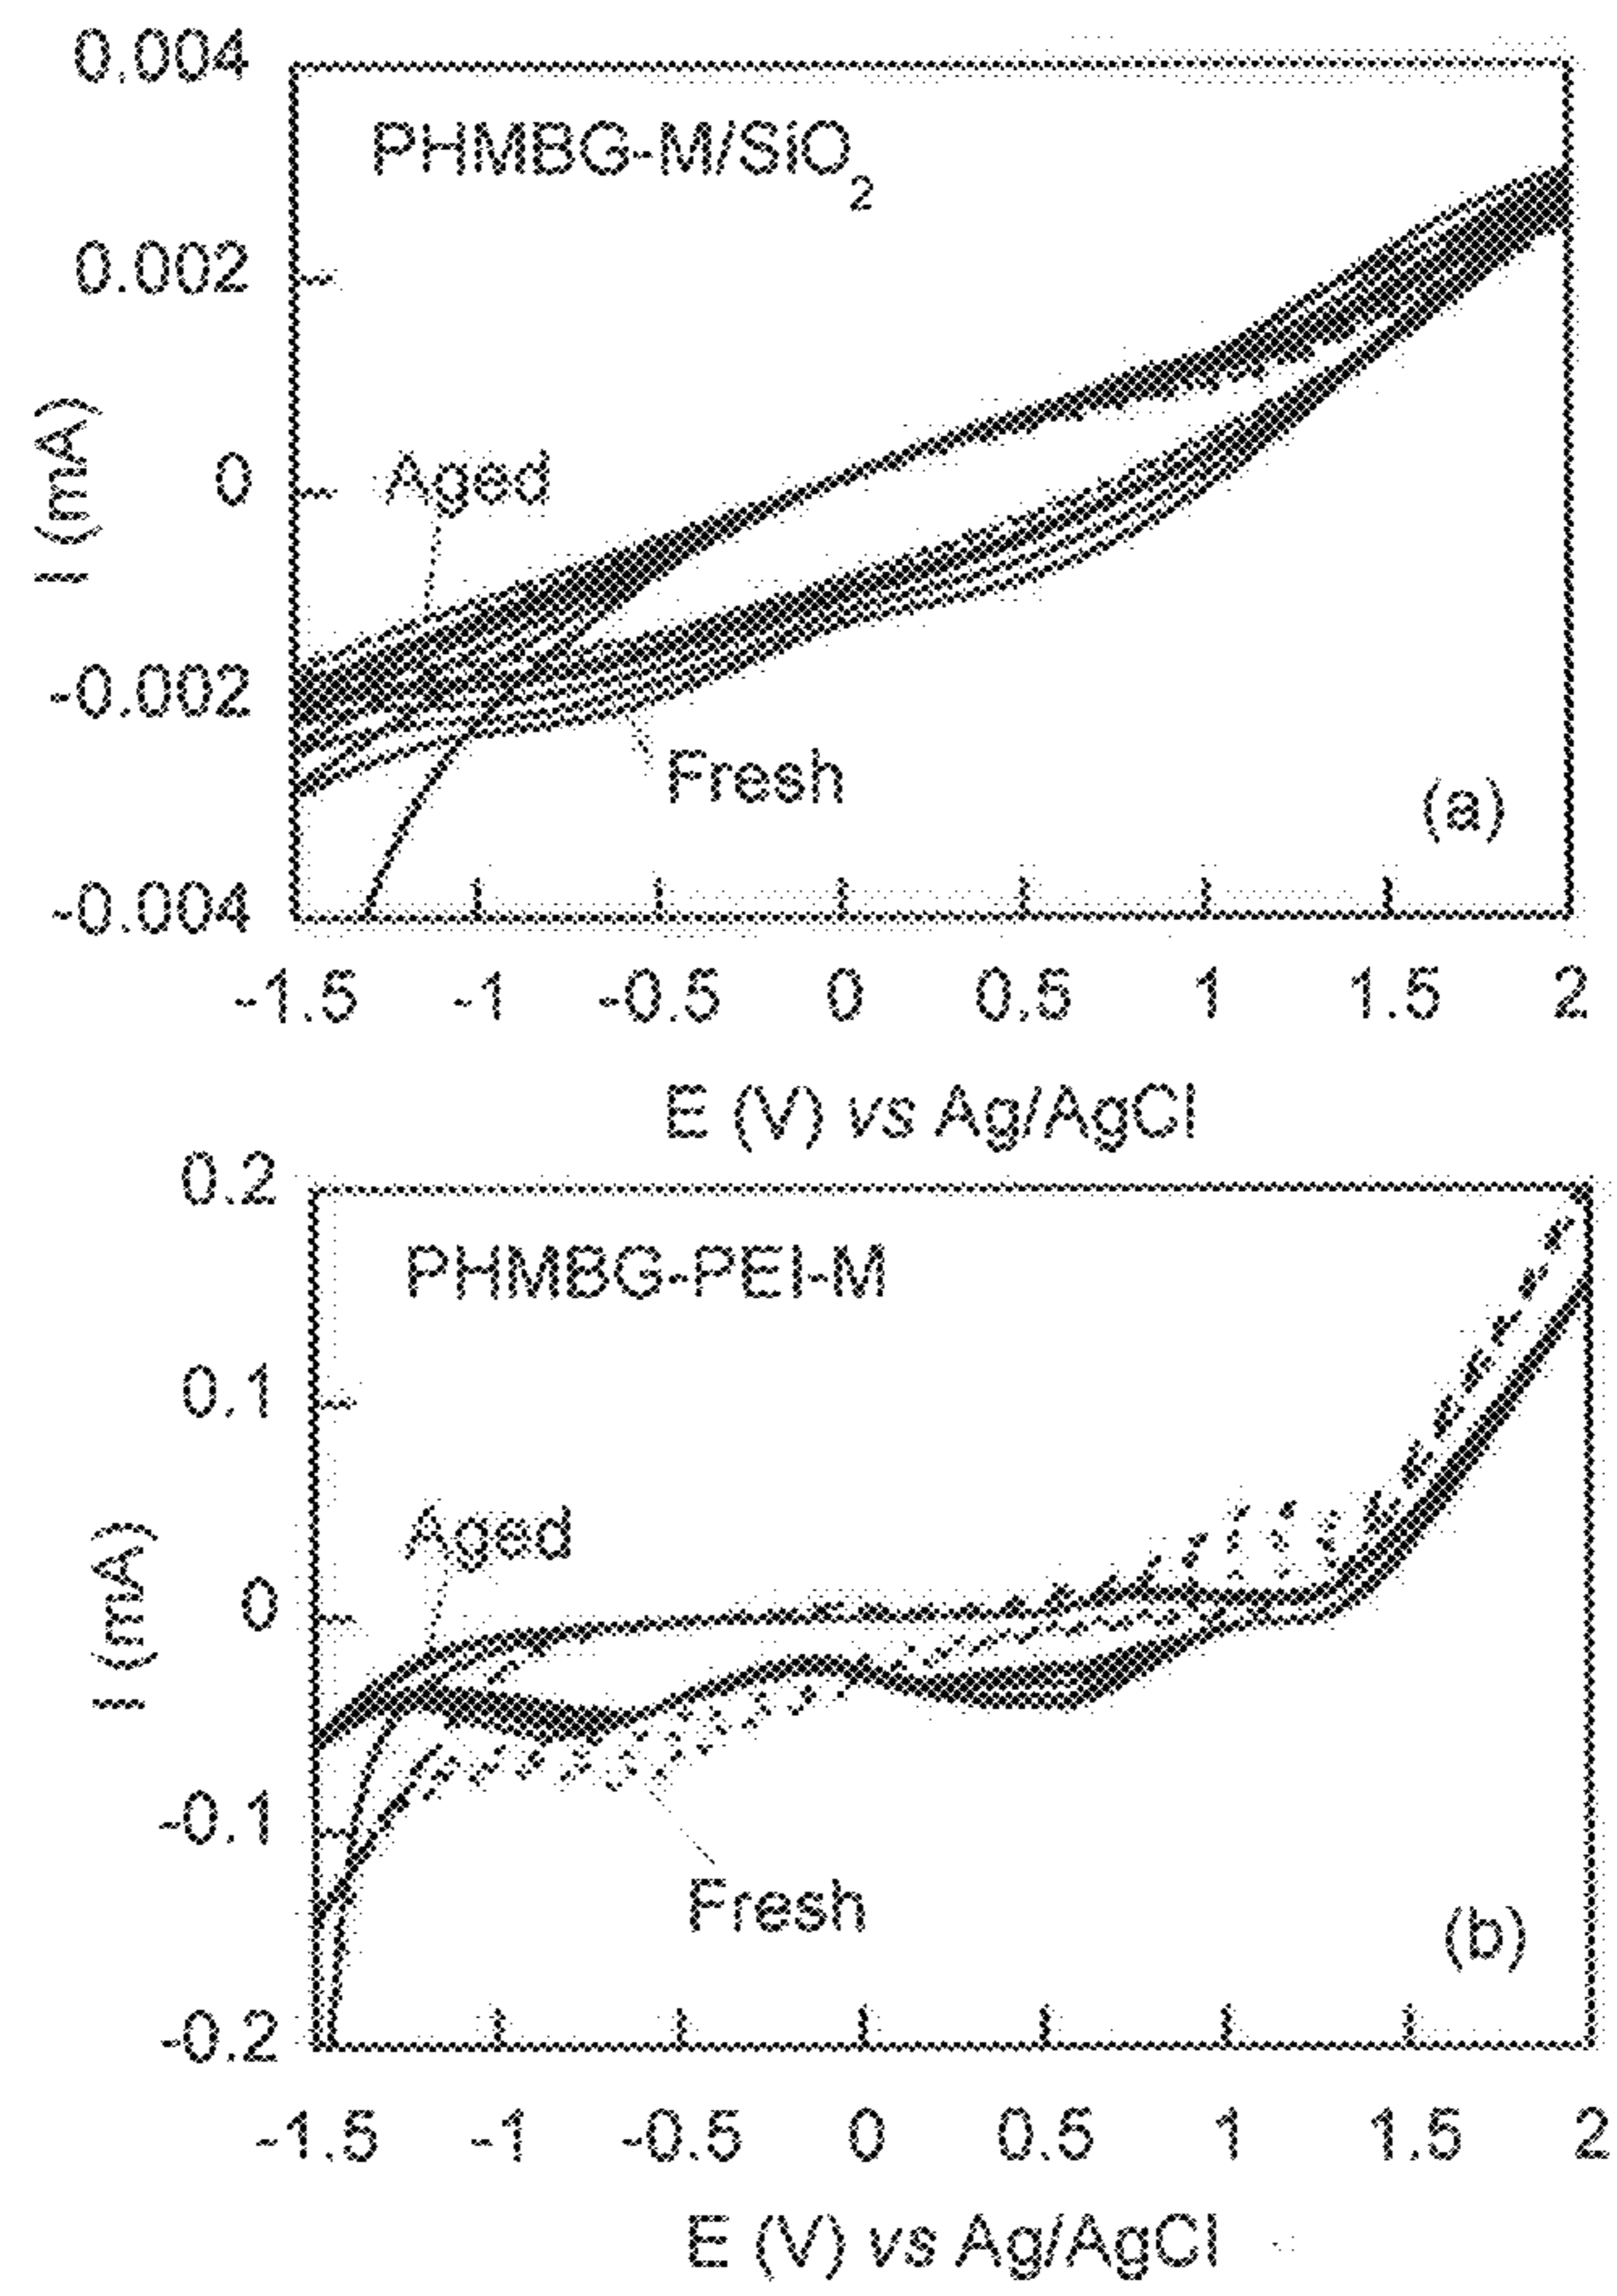 0.004
PHMBG-M/SiO2
0.002
I (mA)
0
Aged
-0.002
Fresh
(a)
-0.004
-1.5 -1 -0.5 0 0.5 1 1.5 2
E (V) vs Ag/AgCl
0.2
PHMBG-PEI-M
0.1
Aged
I (mA)
0
-0.1
Fresh
(b)
-0.2
-1.5 -1 -0.5 0 0.5 1 1.5 2
E (V) vs Ag/AgCl